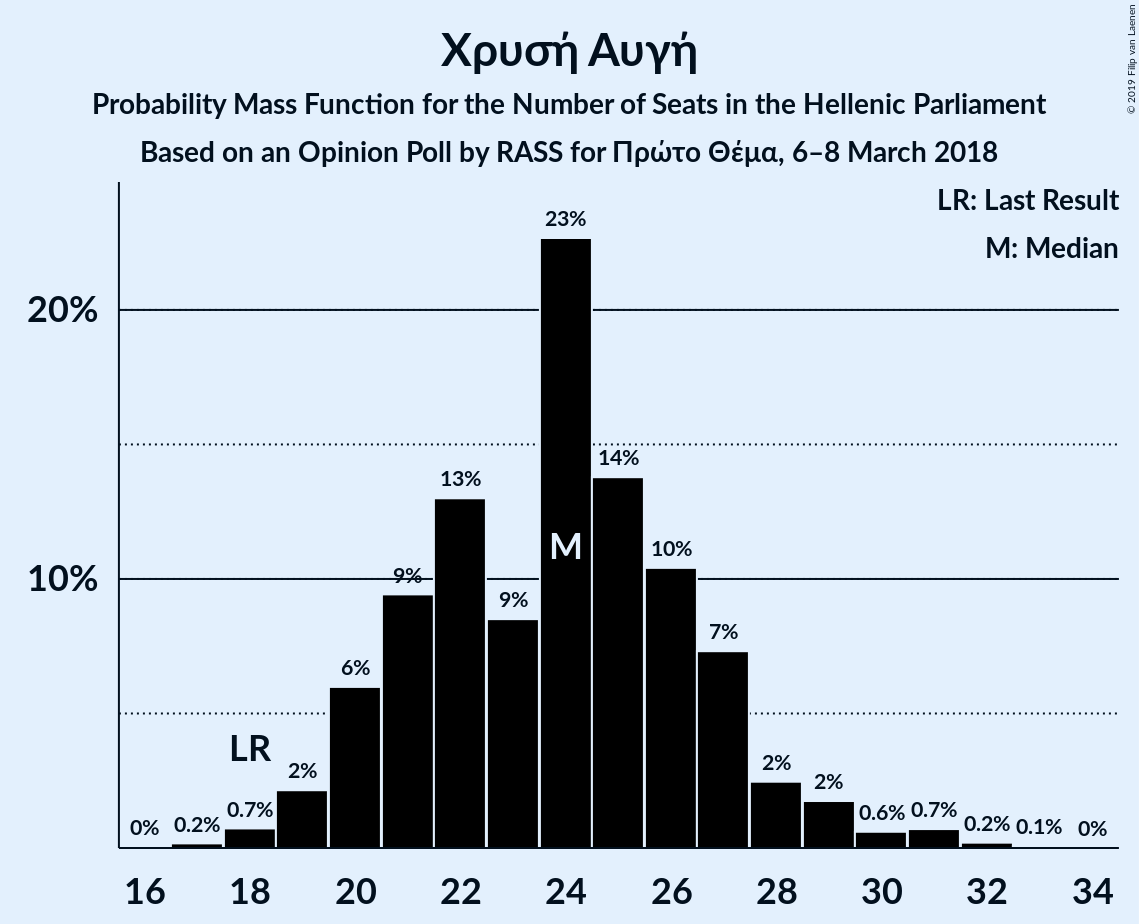 Χρυσή Αυγή
Probability Mass Function for the Number of Seats in the Hellenic Parliament
Based on an Opinion Poll by RASS for Πρώτο Θέμα, 6–8 March 2018
© 2019 Filip van Laenen
LR: Last Result
M: Median
20%
10%
0%
0.2%
0.7%
LR
2%
6%
9%
13%
9%
23%
M
14%
10%
7%
2%
2%
0.6%
0.7%
0.2%
0.1%
0%
16 18 20 22 24 26 28 30 32 34